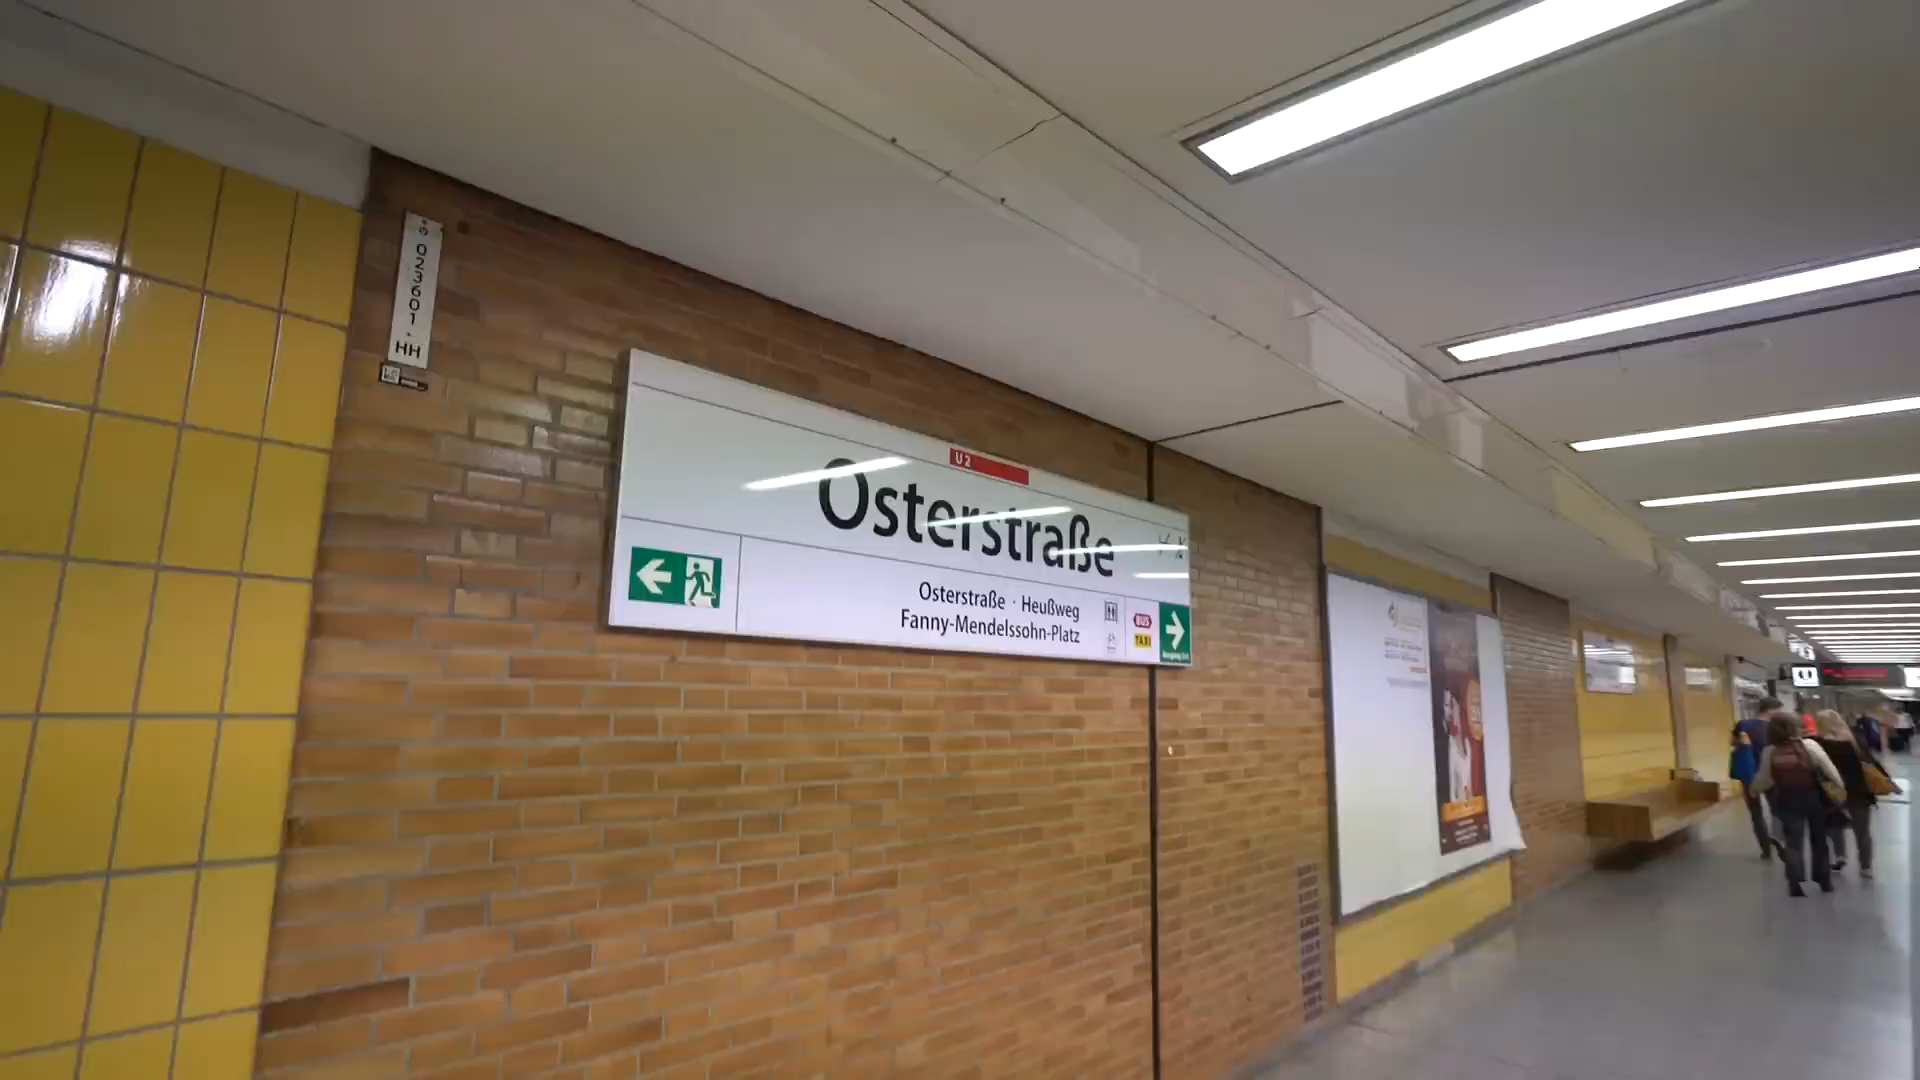 023601
HH
U2
Osterstraße
Osterstraße · Heußweg
Fanny-Mendelssohn-Platz
BUS
TAXI